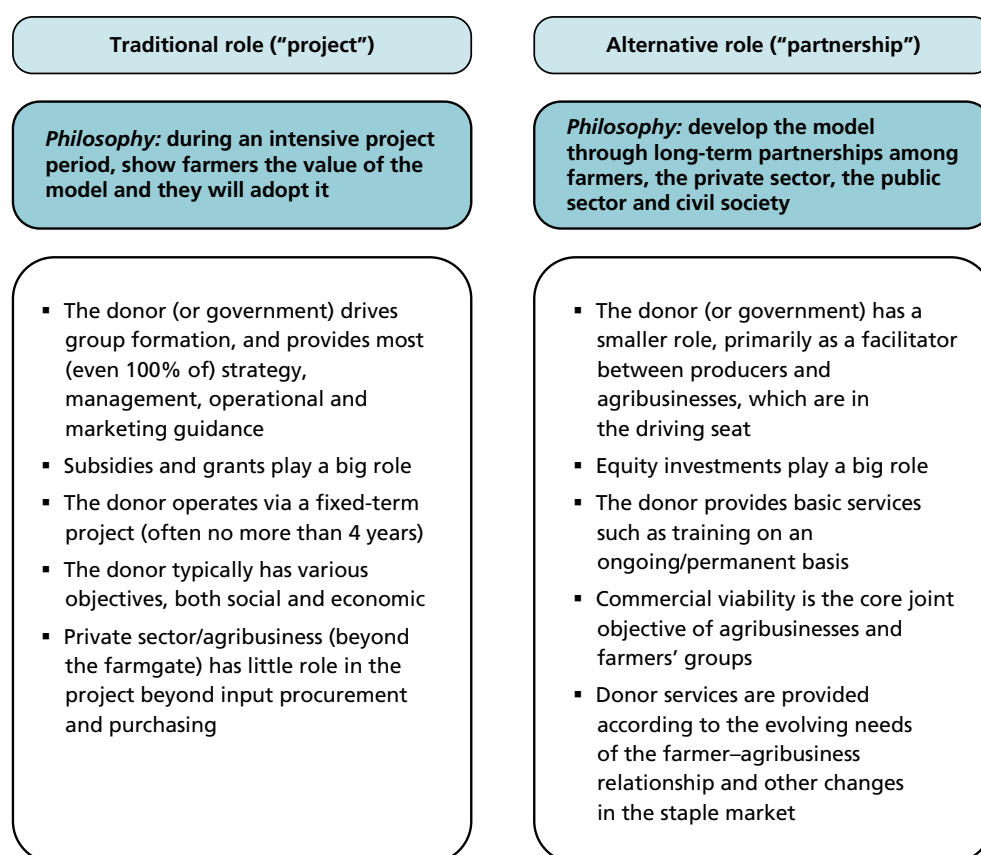 Traditional role (“project”)
Philosophy: during an intensive project
period, show farmers the value of the
model and they will adopt it
▪ The donor (or government) drives
group formation, and provides most
(even 100% of) strategy,
management, operational and
marketing guidance
▪ Subsidies and grants play a big role
▪ The donor operates via a fixed-term
project (often no more than 4 years)
▪ The donor typically has various
objectives, both social and economic
▪ Private sector/agribusiness (beyond
the farmgate) has little role in the
project beyond input procurement
and purchasing
Alternative role (“partnership”)
Philosophy: develop the model
through long-term partnerships among
farmers, the private sector, the public
sector and civil society
▪ The donor (or government) has a
smaller role, primarily as a facilitator
between producers and
agribusinesses, which are in
the driving seat
▪ Equity investments play a big role
▪ The donor provides basic services
such as training on an
ongoing/permanent basis
▪ Commercial viability is the core joint
objective of agribusinesses and
farmers’ groups
▪ Donor services are provided
according to the evolving needs
of the farmer–agribusiness
relationship and other changes
in the staple market